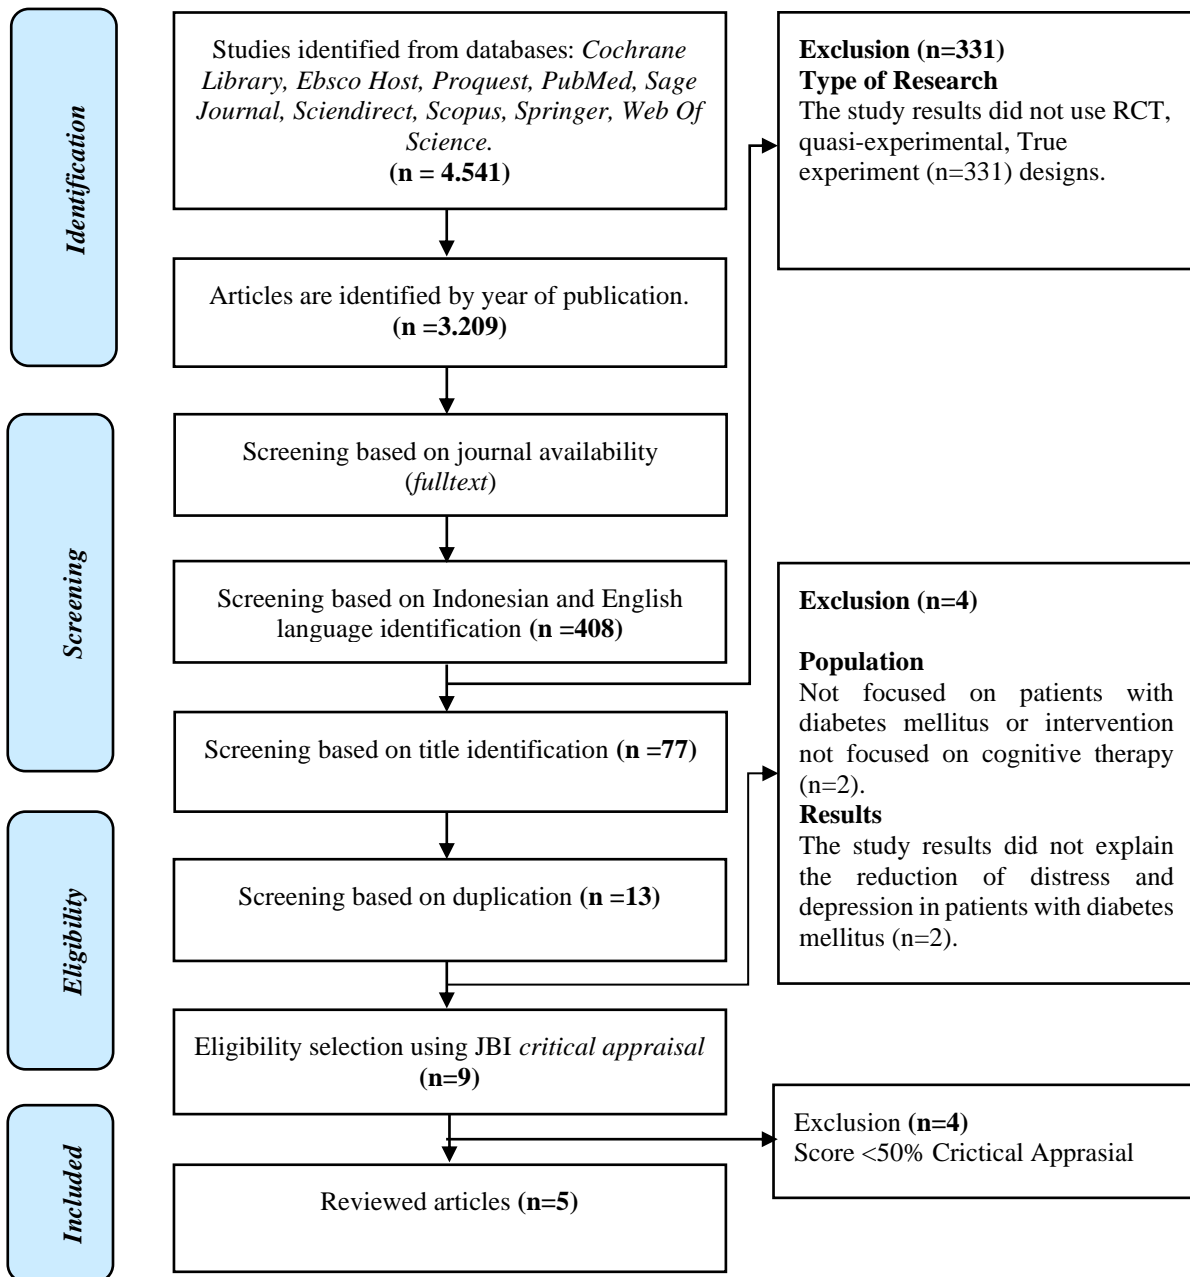 Identification
Studies identified from databases: Cochrane
Library, Ebsco Host, Proquest, PubMed, Sage
Journal, Sciendirect, Scopus, Springer, Web Of
Science.
(n = 4.541)
Exclusion (n=331)
Type of Research
The study results did not use RCT,
quasi-experimental, True
experiment (n=331) designs.
Articles are identified by year of publication.
(n =3.209)
Screening
Screening based on journal availability
(fulltext)
Screening based on Indonesian and English
language identification (n =408)
Screening based on title identification (n =77)
Exclusion (n=4)
Population
Not focused on patients with
diabetes mellitus or intervention
not focused on cognitive therapy
(n=2).
Results
The study results did not explain
the reduction of distress and
depression in patients with diabetes
mellitus (n=2).
Eligibility
Screening based on duplication (n =13)
Eligibility selection using JBI critical appraisal
(n=9)
Included
Exclusion (n=4)
Score <50% Crictical Apprasial
Reviewed articles (n=5)